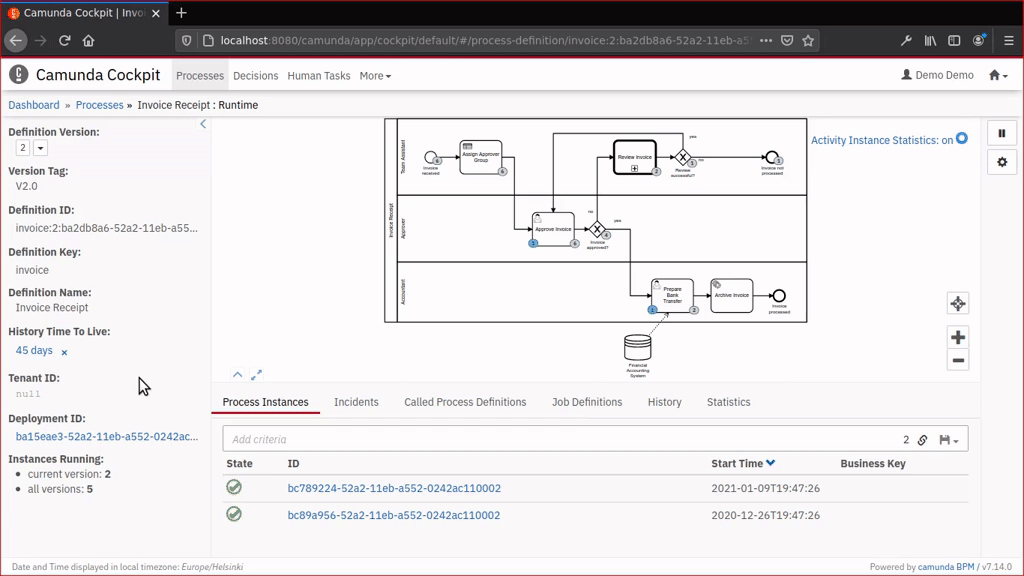 Camunda Cockpit | Invo
localhost:8080/camunda/app/cockpit/default/#/process-definition/invoice:2:ba2db8a6-52a2-11eb-a5
Camunda Cockpit
Processes
Decisions
Human Tasks
More
Demo Demo
Dashboard » Processes » Invoice Receipt : Runtime
Definition Version:
2
Version Tag:
V2.0
Definition ID:
invoice:2:ba2db8a6-52a2-11eb-a55...
Definition Key:
invoice
Definition Name:
Invoice Receipt
History Time To Live:
45 days
Tenant ID:
null
Deployment ID:
ba15eae3-52a2-11eb-a552-0242ac...
Instances Running:
current version: 2
all versions: 5
Activity Instance Statistics: on
Invoice Receipt
Team Assistant
Invoice
received
6
Assign Approver
Group
6
Review Invoice
2
yes
no
Review
successful?
1
Invoice not
processed
1
Approver
Approve Invoice
1
6
no
yes
Invoice
approved?
4
Accountant
Prepare
Bank
Transfer
1
2
Archive Invoice
Invoice
processed
Financial
Accounting
System
Process Instances
Incidents
Called Process Definitions
Job Definitions
History
Statistics
Add criteria
2
State
ID
Start Time
Business Key
bc789224-52a2-11eb-a552-0242ac110002
2021-01-09T19:47:26
bc89a956-52a2-11eb-a552-0242ac110002
2020-12-26T19:47:26
Date and Time displayed in local timezone: Europe/Helsinki
Powered by camunda BPM / v7.14.0